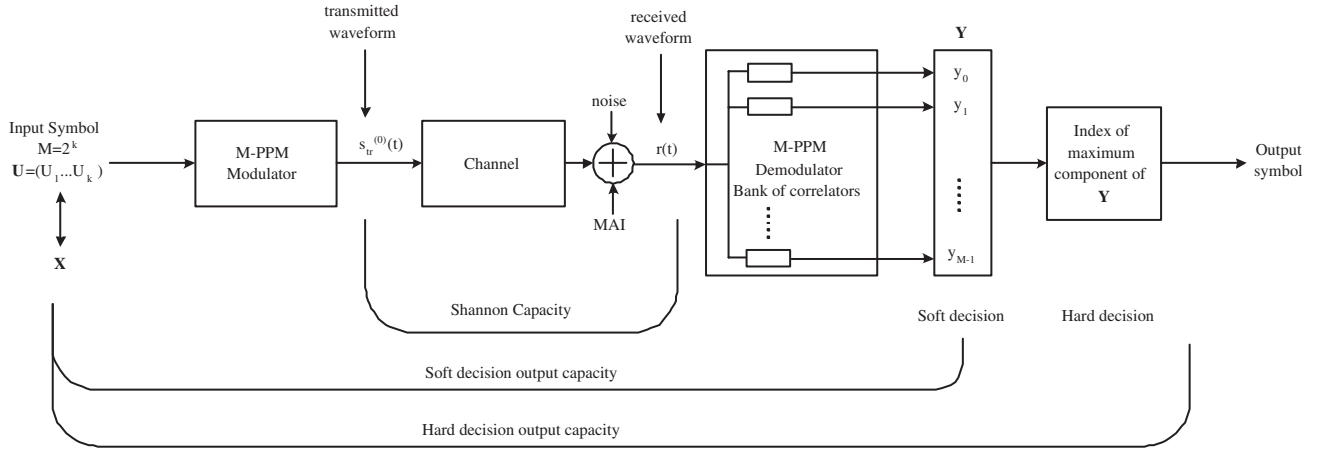 transmitted
waveform
received
waveform
Input Symbol
M=2^k
U=(U_1...U_k)
X
M-PPM
Modulator
s_tr^(0)(t)
Channel
noise
MAI
r(t)
M-PPM
Demodulator
Bank of correlators
Y
y_0
y_1
y_M-1
Index of
maximum
component of
Y
Output
symbol
Shannon Capacity
Soft decision
Hard decision
Soft decision output capacity
Hard decision output capacity